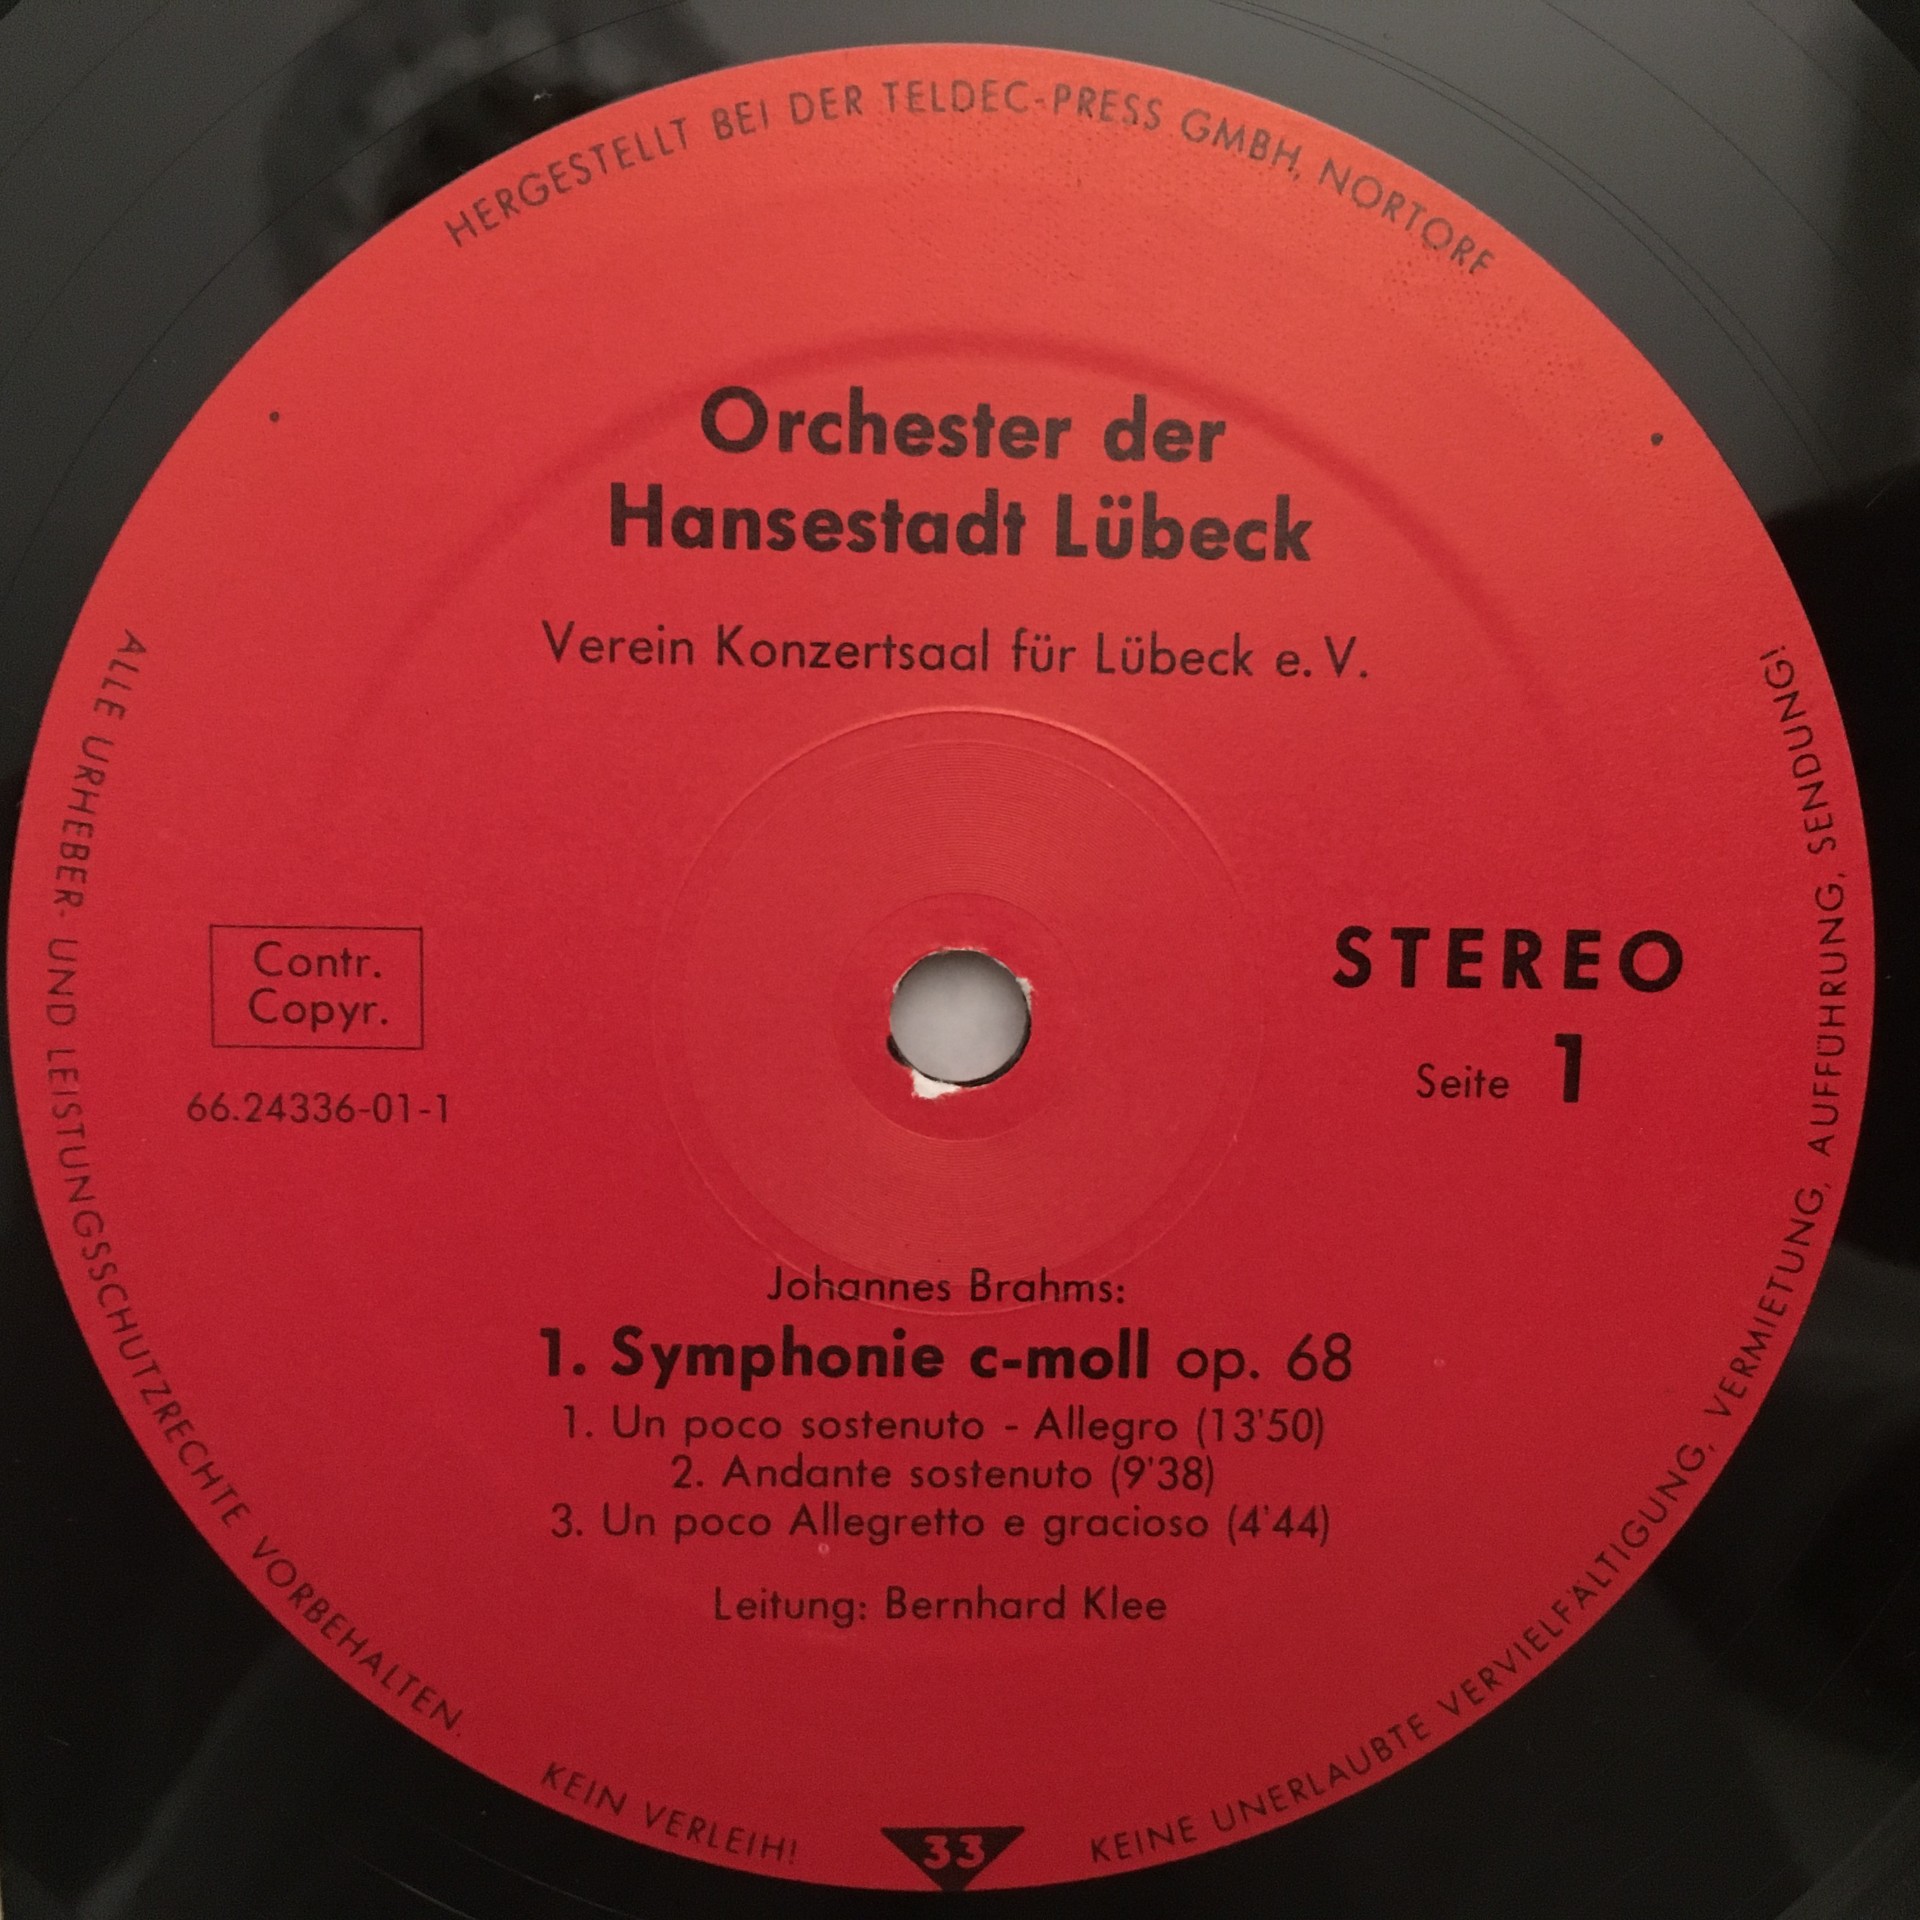 HERGESTELLT BEI DER TELDEC-PRESS GMBH, NORTORF
Orchester der
Hansestadt Lübeck
Verein Konzertsaal für Lübeck e. V.
Contr.
Copyr.
66.24336-01-1
STEREO
Seite 1
Johannes Brahms:
1. Symphonie c-moll op. 68
1. Un poco sostenuto - Allegro (13'50)
2. Andante sostenuto (9'38)
3. Un poco Allegretto e gracioso (4'44)
Leitung: Bernhard Klee
ALLE URHEBER- UND LEISTUNGSSCHUTZRECHTE VORBEHALTEN.
KEIN VERLEIH!
33
KEINE UNERLAUBTE VERVIELFÄLTIGUNG, VERMIETUNG, AUFFÜHRUNG, SENDUNG!